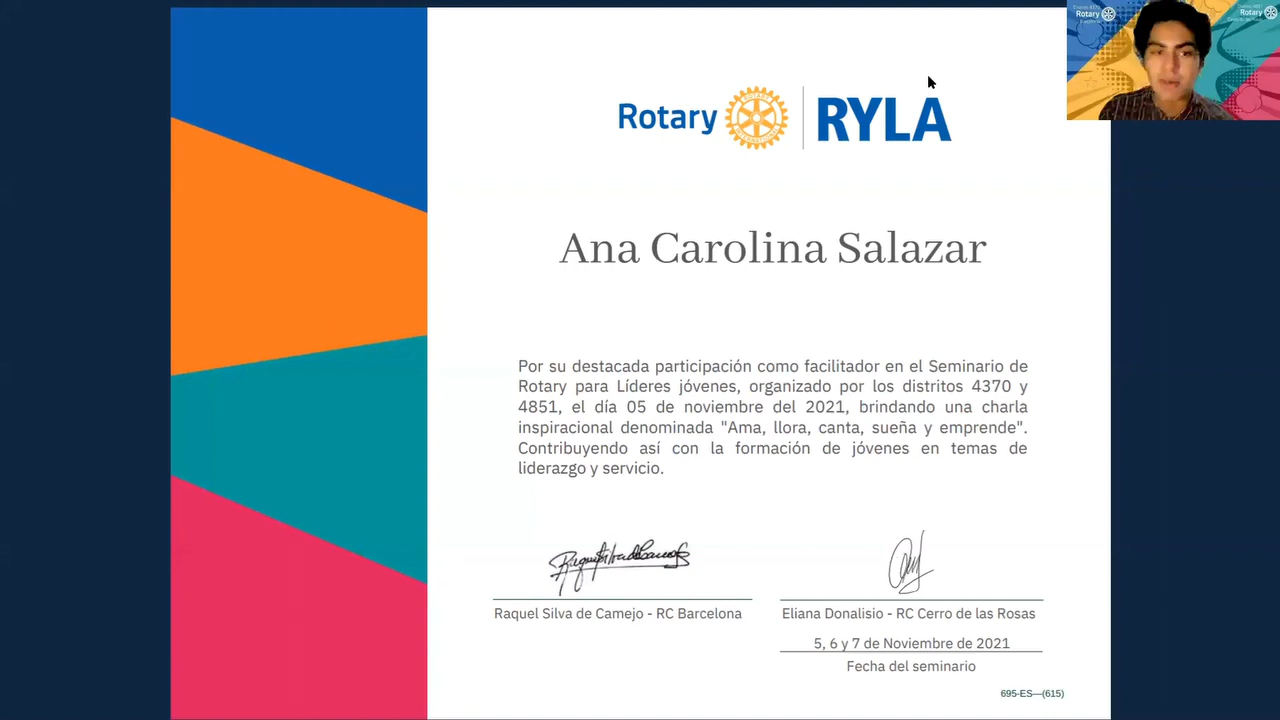 Rotary
RYLA
Rotary
Rotary
Ana Carolina Salazar
Por su destacada participación como facilitador en el Seminario de
Rotary para Líderes jóvenes, organizado por los distritos 4370 y
4851, el día 05 de noviembre del 2021, brindando una charla
inspiracional denominada "Ama, llora, canta, sueña y emprende".
Contribuyendo así con la formación de jóvenes en temas de
liderazgo y servicio.
Raquel Silva de Camejo - RC Barcelona
Eliana Donalisio - RC Cerro de las Rosas
5, 6 y 7 de Noviembre de 2021
Fecha del seminario
695-ES—(615)